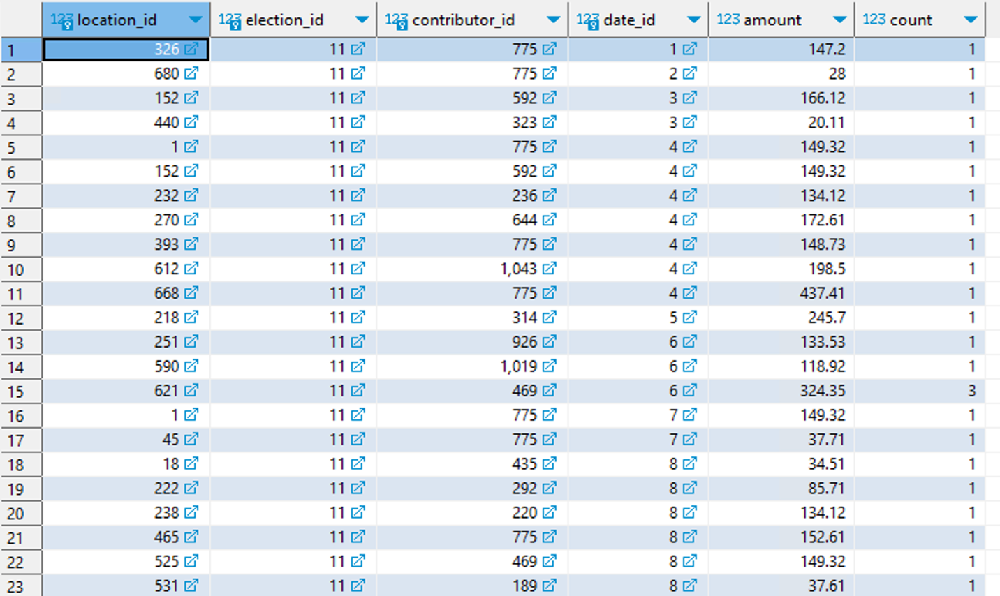 123 location_id 123 election_id 123 contributor_id 123 date_id 123 amount 123 count
1 326 11 775 1 147.2 1
2 680 11 775 2 28 1
3 152 11 592 3 166.12 1
4 440 11 323 3 20.11 1
5 1 11 775 4 149.32 1
6 152 11 592 4 149.32 1
7 232 11 236 4 134.12 1
8 270 11 644 4 172.61 1
9 393 11 775 4 148.73 1
10 612 11 1,043 4 198.5 1
11 668 11 775 4 437.41 1
12 218 11 314 5 245.7 1
13 251 11 926 6 133.53 1
14 590 11 1,019 6 118.92 1
15 621 11 469 6 324.35 3
16 1 11 775 7 149.32 1
17 45 11 775 7 37.71 1
18 18 11 435 8 34.51 1
19 222 11 292 8 85.71 1
20 238 11 220 8 134.12 1
21 465 11 775 8 152.61 1
22 525 11 469 8 149.32 1
23 531 11 189 8 37.61 1